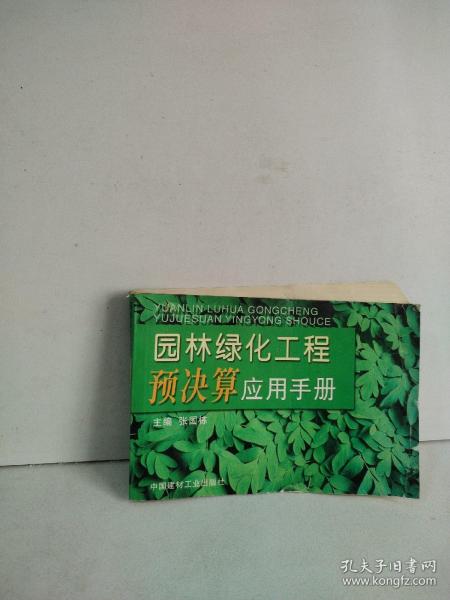 YUANLIN LUHUA GONGCHENG
YUJUESUAN YINGYONG SHOUCE
园林绿化工程
预决算应用手册
主编 张国栋
中国建材工业出版社
孔夫子旧书网
www.kongfz.com